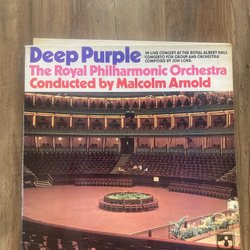 Deep Purple
IN LIVE CONCERT AT THE ROYAL ALBERT HALL
'CONCERTO FOR GROUP AND ORCHESTRA'
COMPOSED BY JON LORD.
The Royal Philharmonic Orchestra
Conducted by Malcolm Arnold